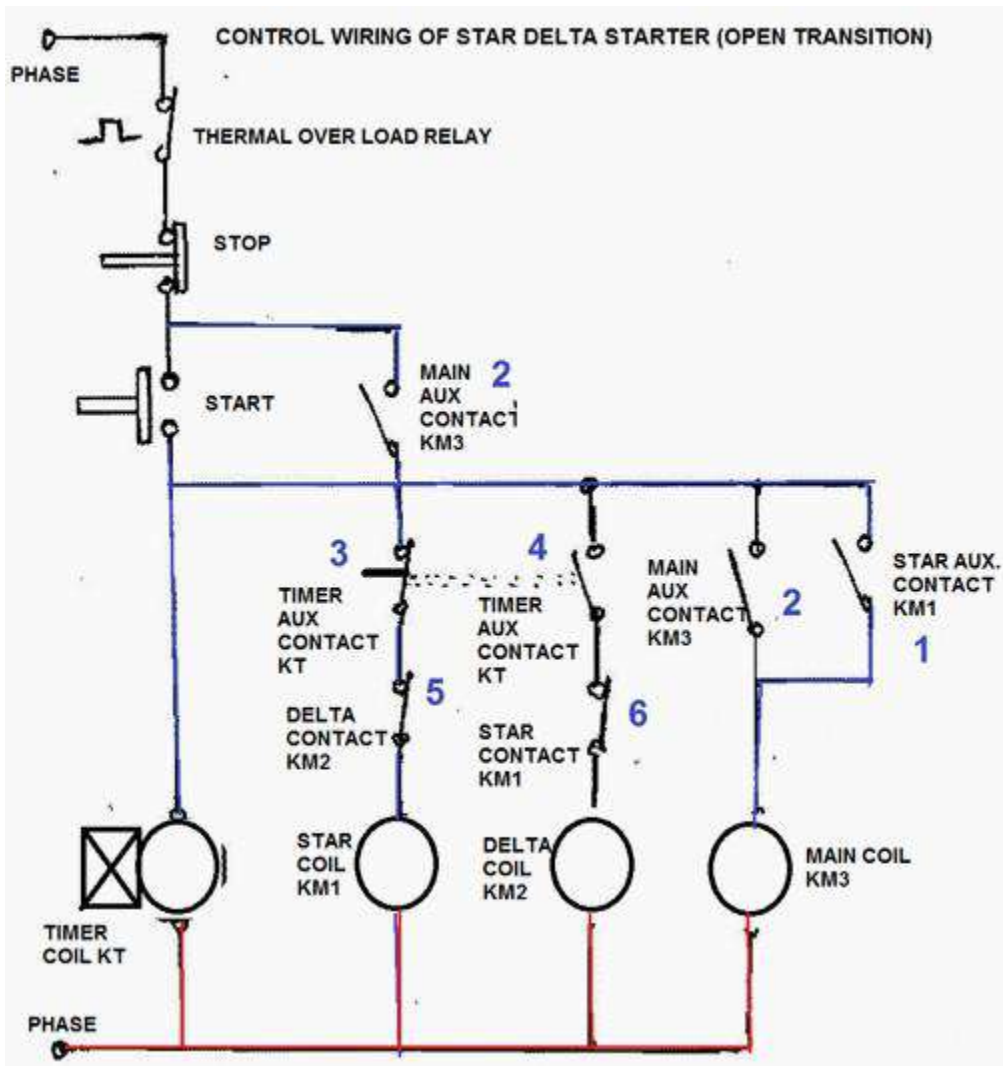 CONTROL WIRING OF STAR DELTA STARTER (OPEN TRANSITION)
PHASE
THERMAL OVER LOAD RELAY
STOP
START
MAIN
AUX
CONTACT
KM3
2
3
TIMER
AUX
CONTACT
KT
4
TIMER
AUX
CONTACT
KT
MAIN
AUX
CONTACT
KM3
2
STAR AUX.
CONTACT
KM1
1
5
DELTA
CONTACT
KM2
6
STAR
CONTACT
KM1
TIMER
COIL KT
STAR
COIL
KM1
DELTA
COIL
KM2
MAIN COIL
KM3
PHASE